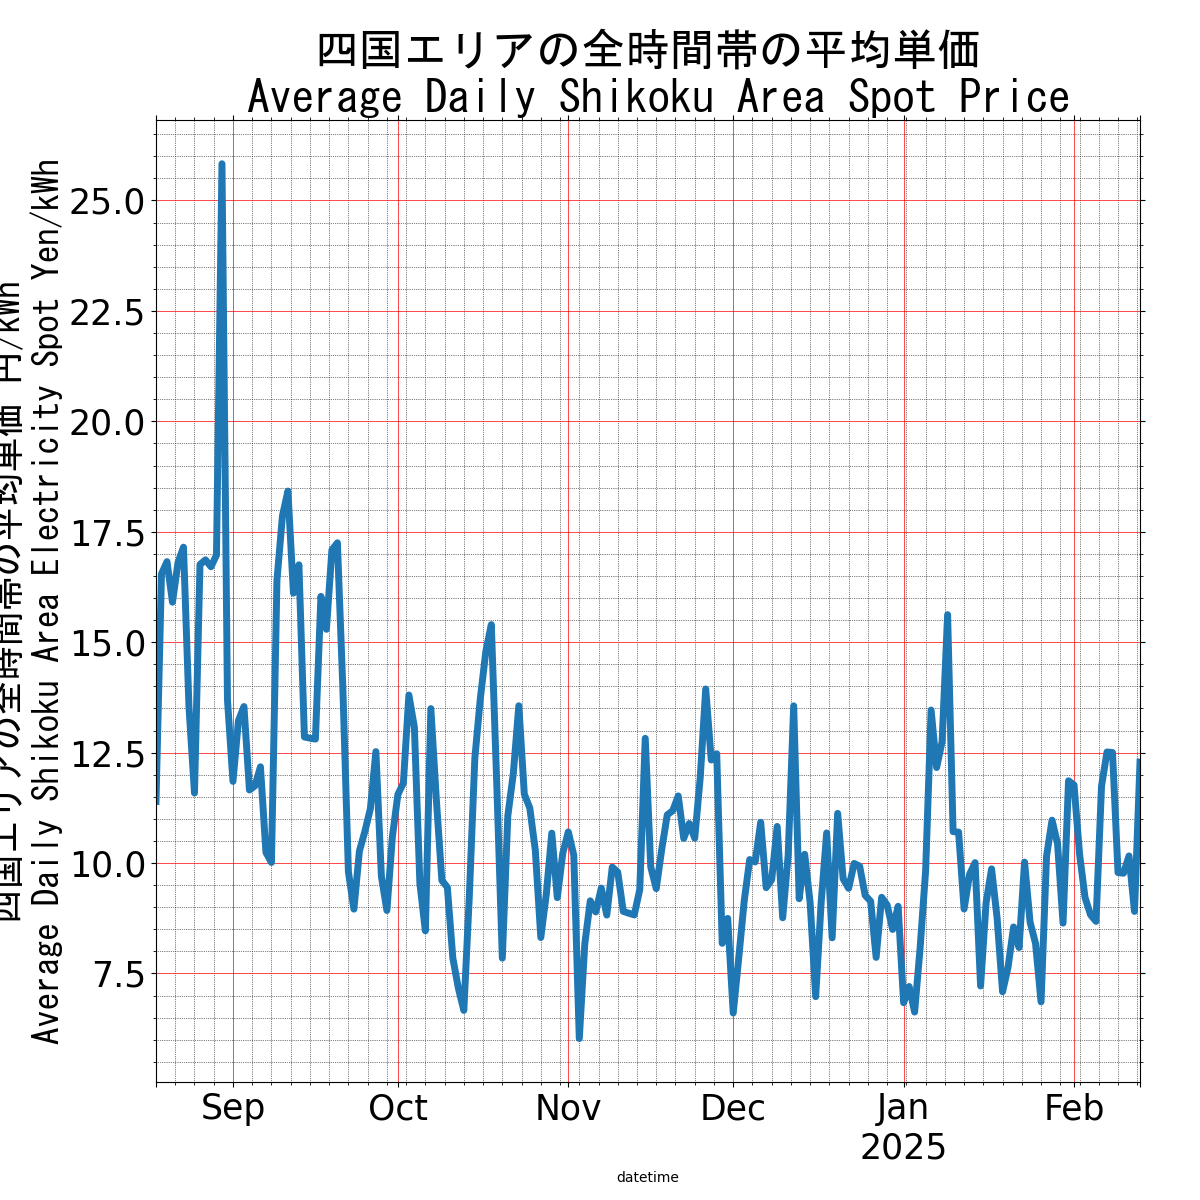 四国エリアの全時間帯の平均単価
Average Daily Shikoku Area Spot Price
四国エリアの全時間帯の平均単価 円/kWh
Average Daily Shikoku Area Electricity Spot Yen/kWh
25.0
22.5
20.0
17.5
15.0
12.5
10.0
7.5
Sep
Oct
Nov
Dec
Jan
2025
Feb
datetime